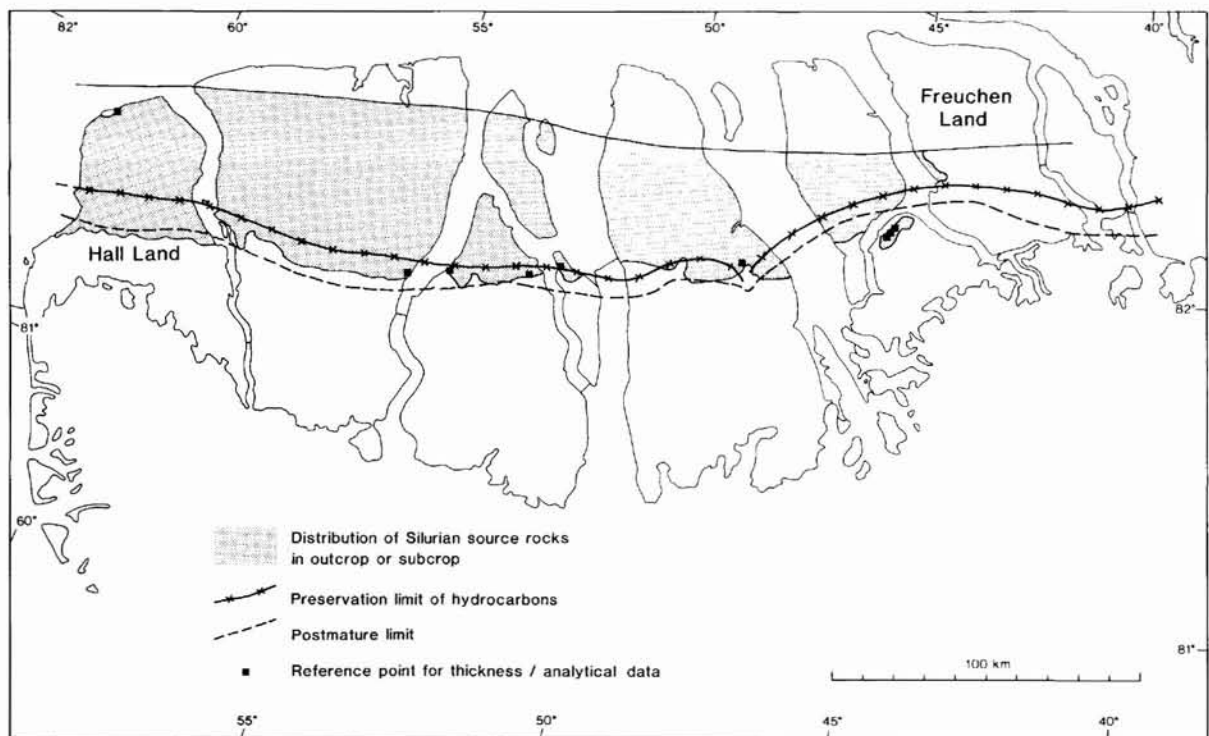 82° 60° 55° 50° 45° 40°
Freuchen
Land
Hall Land
81° 82°
60°
Distribution of Silurian source rocks
in outcrop or subcrop
Preservation limit of hydrocarbons
Postmature limit
Reference point for thickness / analytical data
100 km
81°
55° 50° 45° 40°